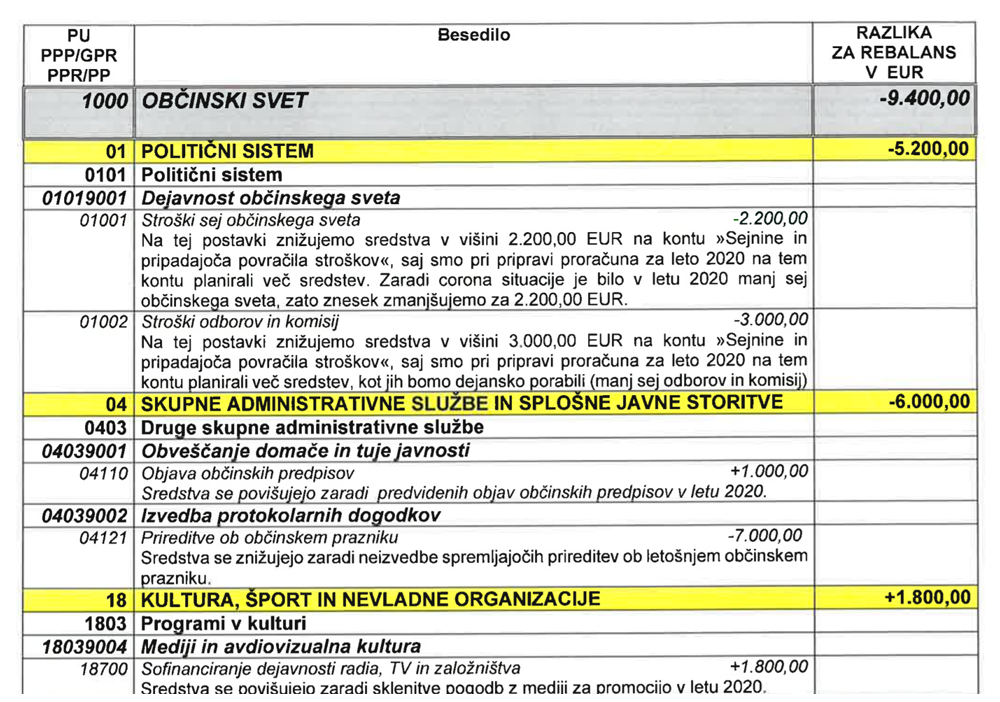 PU
PPP/GPR
PPR/PP
Besedilo
RAZLIKA
ZA REBALANS
V EUR
1000 OBČINSKI SVET -9.400,00
01 POLITIČNI SISTEM -5.200,00
0101 Politični sistem
01019001 Dejavnost občinskega sveta
01001 Stroški sej občinskega sveta -2.200,00
Na tej postavki znižujemo sredstva v višini 2.200,00 EUR na kontu »Sejnine in
pripadajoča povračila stroškov«, saj smo pri pripravi proračuna za leto 2020 na tem
kontu planirali več sredstev. Zaradi corona situacije je bilo v letu 2020 manj sej
občinskega sveta, zato znesek zmanjšujemo za 2.200,00 EUR.
01002 Stroški odborov in komisij -3.000,00
Na tej postavki znižujemo sredstva v višini 3.000,00 EUR na kontu »Sejnine in
pripadajoča povračila stroškov«, saj smo pri pripravi proračuna za leto 2020 na tem
kontu planirali več sredstev, kot jih bomo dejansko porabili (manj sej odborov in komisij)
04 SKUPNE ADMINISTRATIVNE SLUŽBE IN SPLOŠNE JAVNE STORITVE -6.000,00
0403 Druge skupne administrativne službe
04039001 Obveščanje domače in tuje javnosti
04110 Objava občinskih predpisov +1.000,00
Sredstva se povišujejo zaradi predvidenih objav občinskih predpisov v letu 2020.
04039002 Izvedba protokolarnih dogodkov
04121 Prireditve ob občinskem prazniku -7.000,00
Sredstva se znižujejo zaradi neizvedbe spremljajočih prireditev ob letošnjem občinskem
prazniku.
18 KULTURA, ŠPORT IN NEVLADNE ORGANIZACIJE +1.800,00
1803 Programi v kulturi
18039004 Mediji in avdiovizualna kultura
18700 Sofinanciranje dejavnosti radia, TV in založništva +1.800,00
Sredstva se povišujejo zaradi sklenitve pogodb z mediji za promocijo v letu 2020.